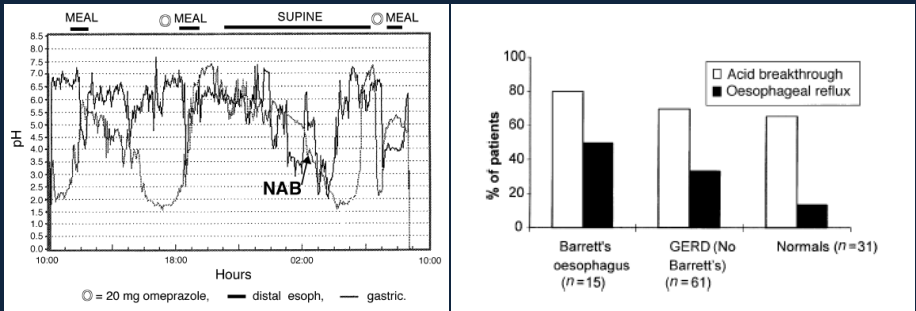 MEAL
MEAL
SUPINE
MEAL
8.5
8.0
7.5
7.0
6.5
6.0
5.5
5.0
4.5
4.0
3.5
3.0
2.5
2.0
1.5
1.0
0.5
0.0
pH
NAB
10:00
18:00
02:00
10:00
Hours
= 20 mg omeprazole, distal esoph, gastric.
100
80
60
40
20
0
% of patients
Acid breakthrough
Oesophageal reflux
Barrett's
oesophagus
(n=15)
GERD (No
Barrett's)
(n=61)
Normals (n=31)